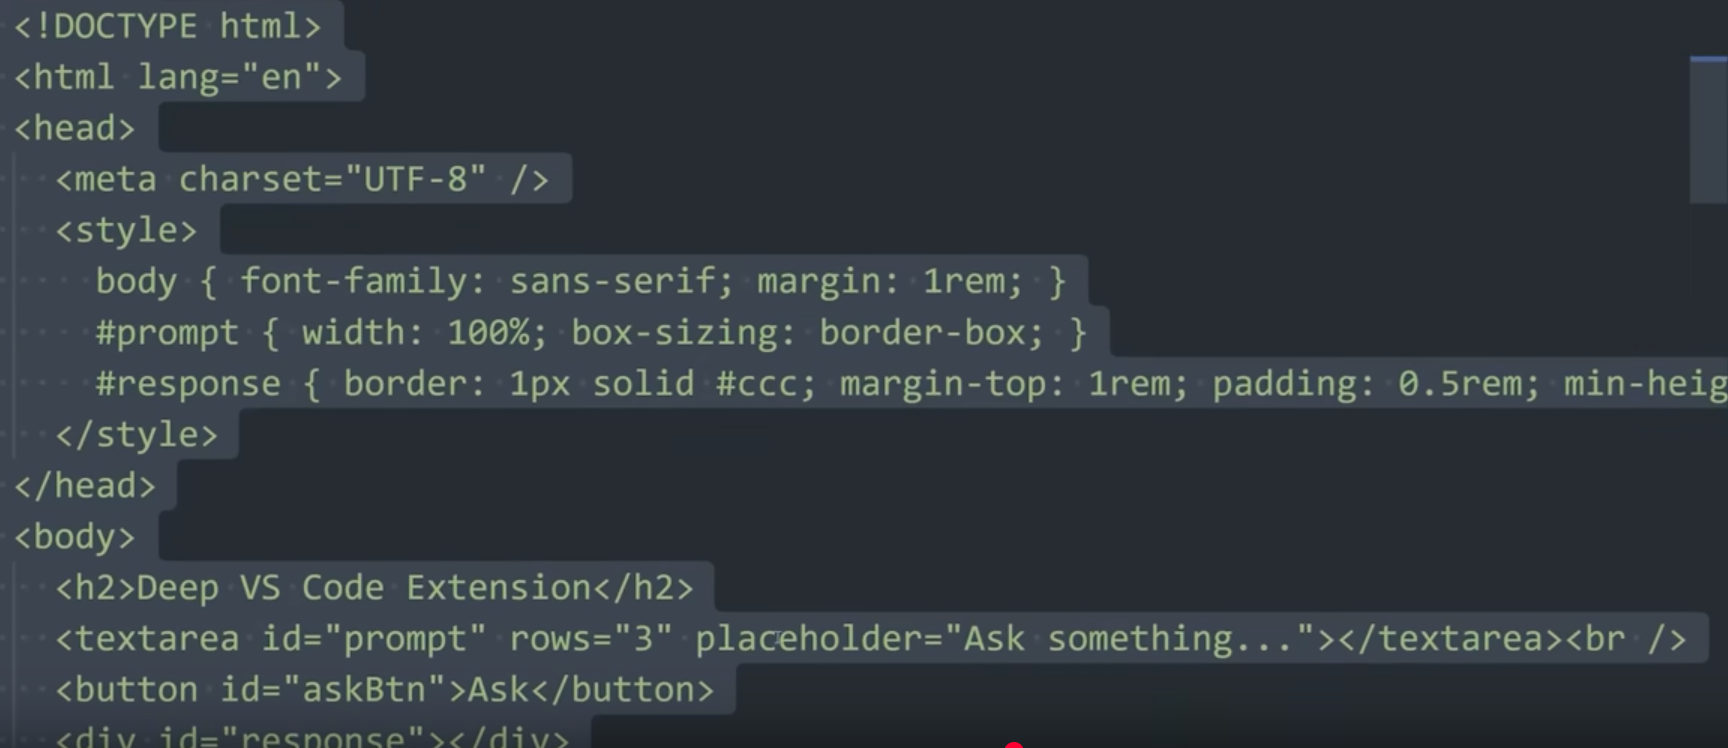 <!DOCTYPE html>
<html lang="en">
<head>
<meta charset="UTF-8" />
<style>
body { font-family: sans-serif; margin: 1rem; }
#prompt { width: 100%; box-sizing: border-box; }
#response { border: 1px solid #ccc; margin-top: 1rem; padding: 0.5rem; min-heig
</style>
</head>
<body>
<h2>Deep VS Code Extension</h2>
<textarea id="prompt" rows="3" placeholder="Ask something..."></textarea><br />
<button id="askBtn">Ask</button>
<div id="response"></div>